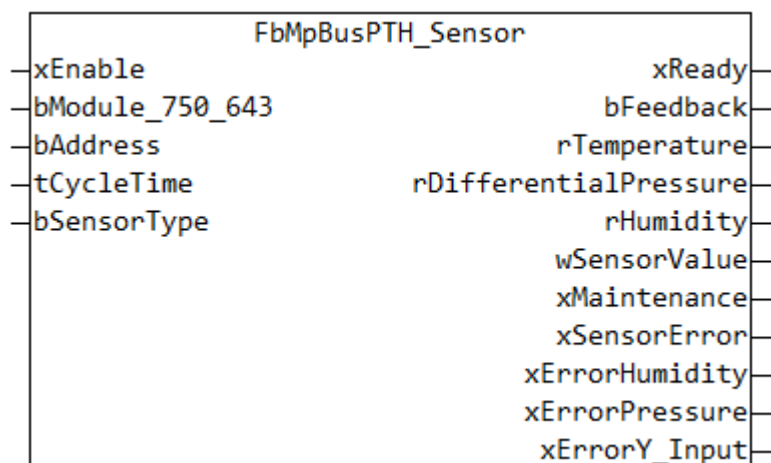 FbMpBusPTH_Sensor
xEnable xReady
bModule_750_643 bFeedback
bAddress rTemperature
tCycleTime rDifferentialPressure
bSensorType rHumidity
wSensorValue
xMaintenance
xSensorError
xErrorHumidity
xErrorPressure
xErrorY_Input